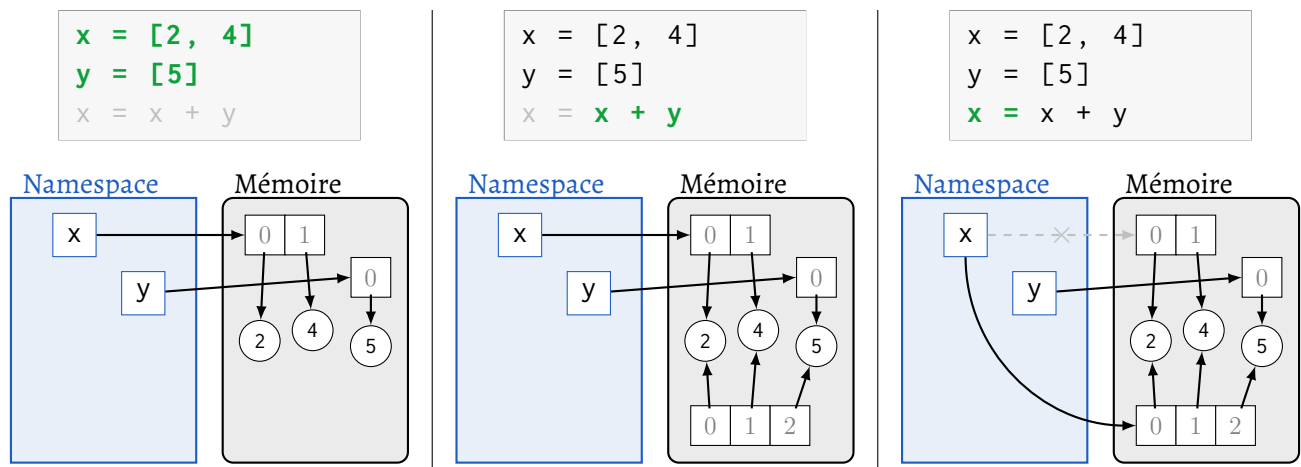 x = [2, 4]
y = [5]
x = x + y
Namespace
Mémoire
x
0 1
y
0
2
4
5
x = [2, 4]
y = [5]
x = x + y
Namespace
Mémoire
x
0 1
y
0
2
4
5
0 1 2
x = [2, 4]
y = [5]
x = x + y
Namespace
Mémoire
x
0 1
y
0
2
4
5
0 1 2